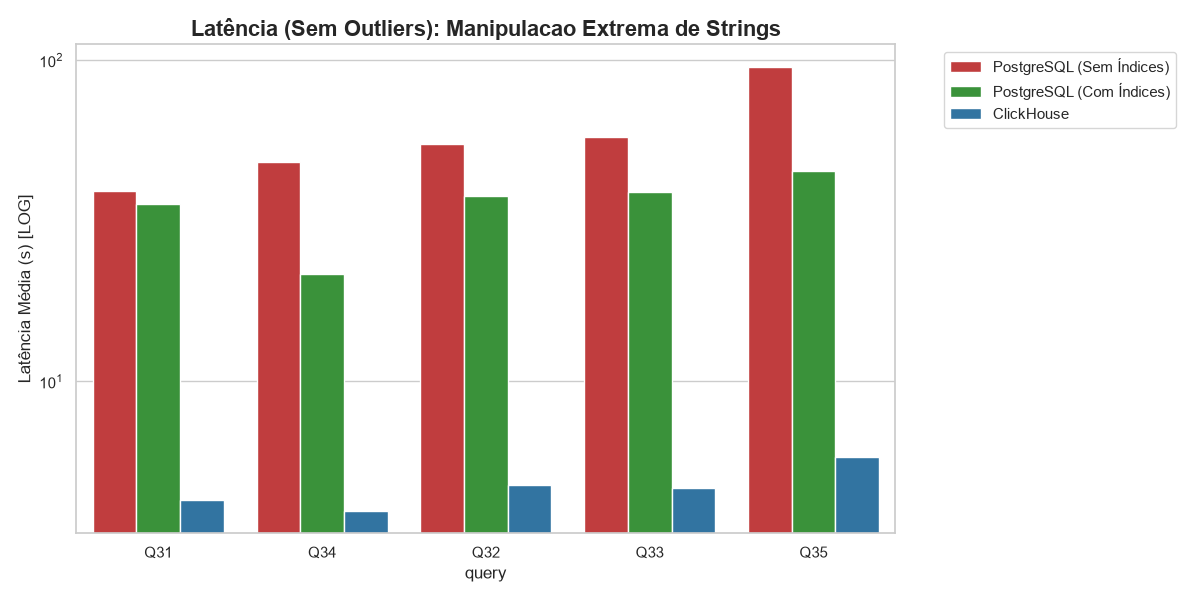 Latência (Sem Outliers): Manipulacao Extrema de Strings
Latência Média (s) [LOG]
10²
10¹
Q31 Q34 Q32 Q33 Q35
query
PostgreSQL (Sem Índices)
PostgreSQL (Com Índices)
ClickHouse